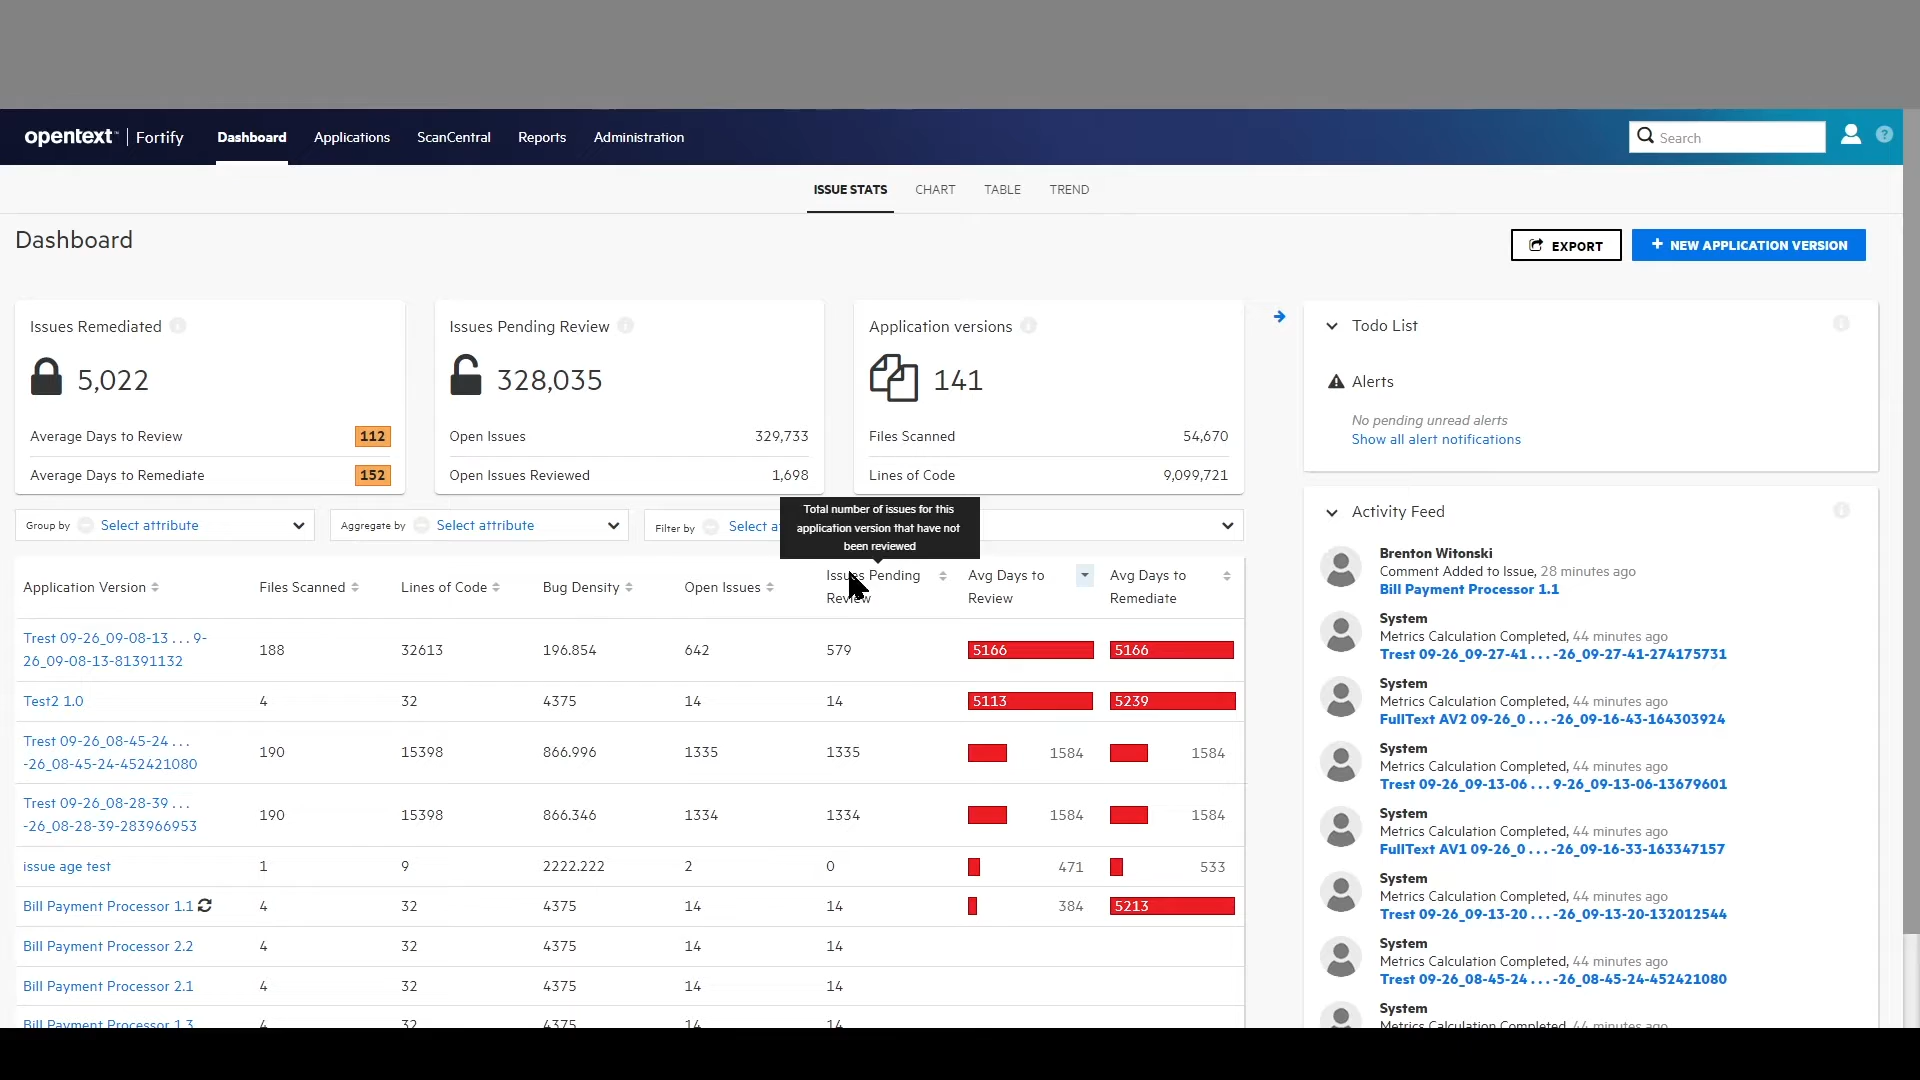 opentext™ | Fortify
Dashboard
Applications
ScanCentral
Reports
Administration
Search
?
ISSUE STATS
CHART
TABLE
TREND
Dashboard
EXPORT
+ NEW APPLICATION VERSION
Issues Remediated
5,022
Average Days to Review 112
Average Days to Remediate 152
Issues Pending Review
328,035
Open Issues 329,733
Open Issues Reviewed 1,698
Application versions
141
Files Scanned 54,670
Lines of Code 9,099,721
Group by Select attribute
Aggregate by Select attribute
Filter by Select a
Total number of issues for this
application version that have not
been reviewed
Application Version
Files Scanned
Lines of Code
Bug Density
Open Issues
Issues Pending
Review
Avg Days to
Review
Avg Days to
Remediate
Trest 09-26_09-08-13 . . . 9-
26_09-08-13-81391132
188 32613 196.854 642 579 5166 5166
Test2 1.0 4 32 4375 14 14 5113 5239
Trest 09-26_08-45-24 . . .
-26_08-45-24-452421080
190 15398 866.996 1335 1335 1584 1584
Trest 09-26_08-28-39 . . .
-26_08-28-39-283966953
190 15398 866.346 1334 1334 1584 1584
issue age test 1 9 2222.222 2 0 471 533
Bill Payment Processor 1.1 4 32 4375 14 14 384 5213
Bill Payment Processor 2.2 4 32 4375 14 14
Bill Payment Processor 2.1 4 32 4375 14 14
Bill Payment Processor 1.3 4 32 4375 14 14
Todo List
Alerts
No pending unread alerts
Show all alert notifications
Activity Feed
Brenton Witonski
Comment Added to Issue, 28 minutes ago
Bill Payment Processor 1.1
System
Metrics Calculation Completed, 44 minutes ago
Trest 09-26_09-27-41 . . . -26_09-27-41-274175731
System
Metrics Calculation Completed, 44 minutes ago
FullText AV2 09-26_0 . . . -26_09-16-43-164303924
System
Metrics Calculation Completed, 44 minutes ago
Trest 09-26_09-13-06 . . . 9-26_09-13-06-13679601
System
Metrics Calculation Completed, 44 minutes ago
FullText AV1 09-26_0 . . . -26_09-16-33-163347157
System
Metrics Calculation Completed, 44 minutes ago
Trest 09-26_09-13-20 . . . -26_09-13-20-132012544
System
Metrics Calculation Completed, 44 minutes ago
Trest 09-26_08-45-24 . . . -26_08-45-24-452421080
System
Metrics Calculation Completed, 44 minutes ago